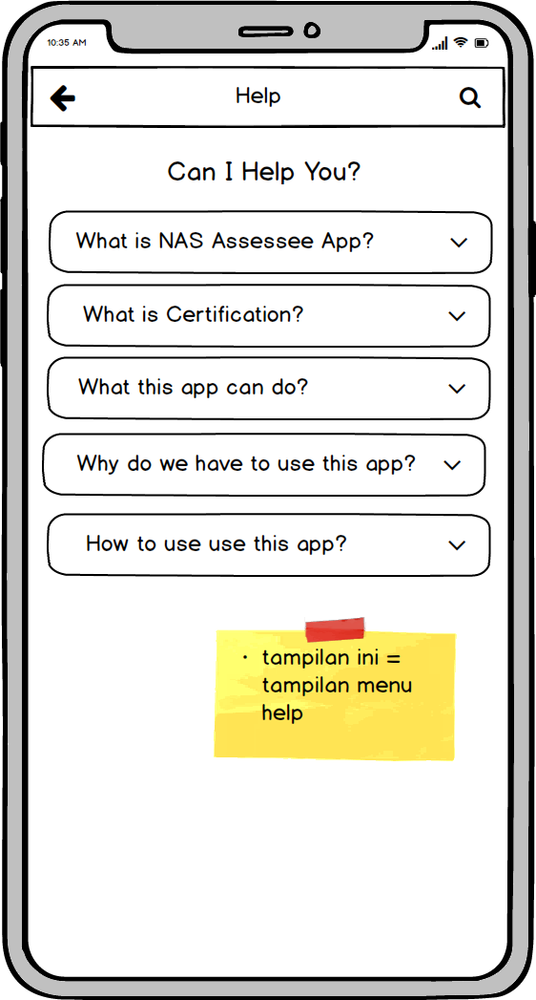 10:35 AM
Help
Can I Help You?
What is NAS Assessee App?
What is Certification?
What this app can do?
Why do we have to use this app?
How to use use this app?
• tampilan ini =
tampilan menu
help